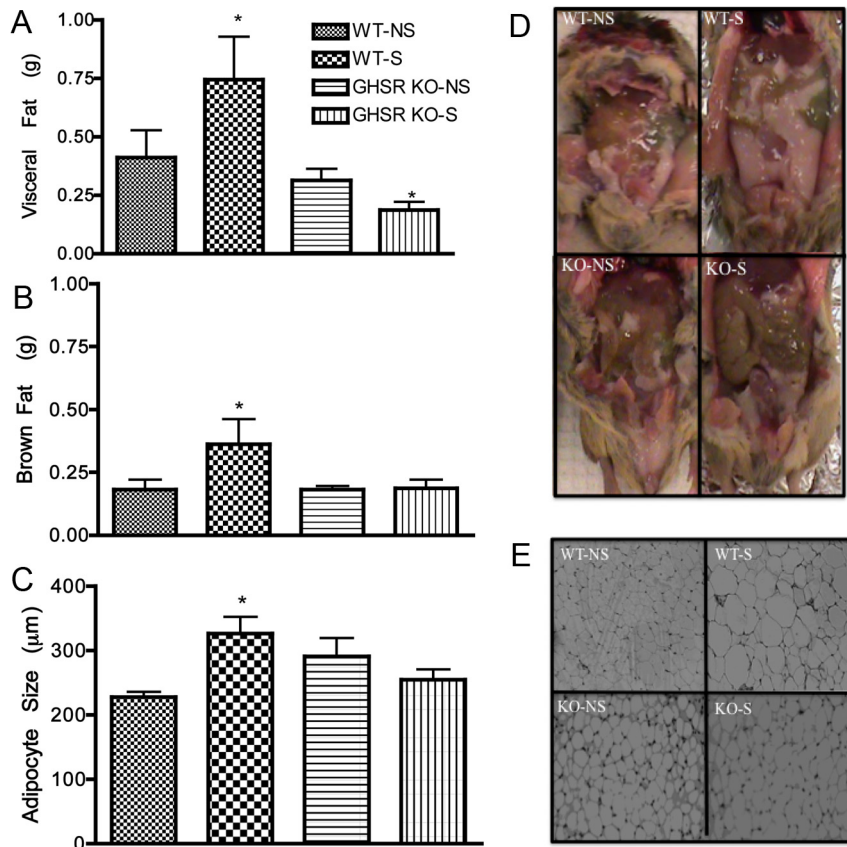 A
Visceral Fat (g)
1.00
0.75
0.50
0.25
0.00
*
*
WT-NS
WT-S
GHSR KO-NS
GHSR KO-S
B
Brown Fat (g)
1.00
0.75
0.50
0.25
0.00
*
C
Adipocyte Size (μm)
400
300
200
100
0
*
D
WT-NS
WT-S
KO-NS
KO-S
E
WT-NS
WT-S
KO-NS
KO-S